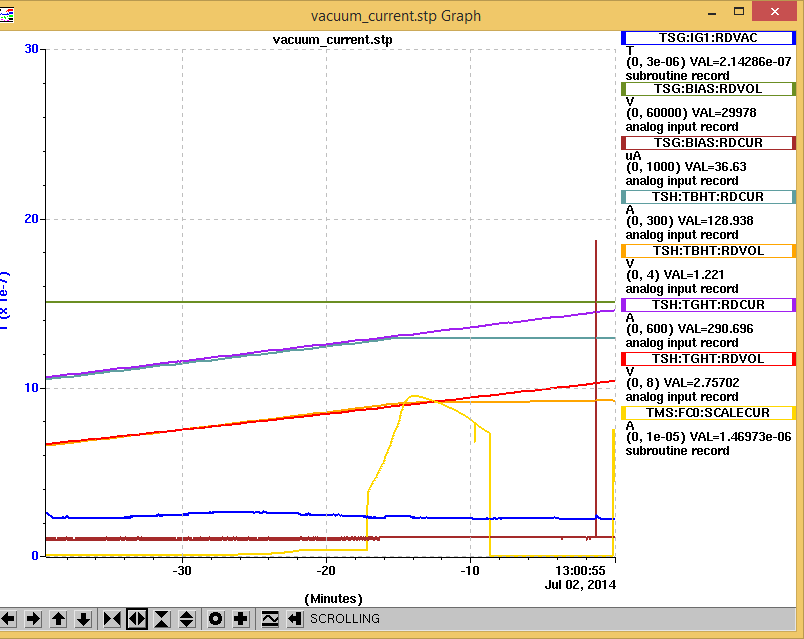 vacuum_current.stp Graph
vacuum_current.stp
30
20
10
0
T (x 1e-7)
-30
-20
-10
13:00:55
Jul 02, 2014
(Minutes)
TSG:IG1:RDVAC
T
(0, 3e-06) VAL=2.14286e-07
subroutine record
TSG:BIAS:RDVOL
V
(0, 60000) VAL=29978
analog input record
TSG:BIAS:RDCUR
uA
(0, 1000) VAL=36.63
analog input record
TSH:TBHT:RDCUR
A
(0, 300) VAL=128.938
analog input record
TSH:TBHT:RDVOL
V
(0, 4) VAL=1.221
analog input record
TSH:TGHT:RDCUR
A
(0, 600) VAL=290.696
analog input record
TSH:TGHT:RDVOL
V
(0, 8) VAL=2.75702
analog input record
TMS:FC0:SCALECUR
A
(0, 1e-05) VAL=1.46973e-06
subroutine record
SCROLLING